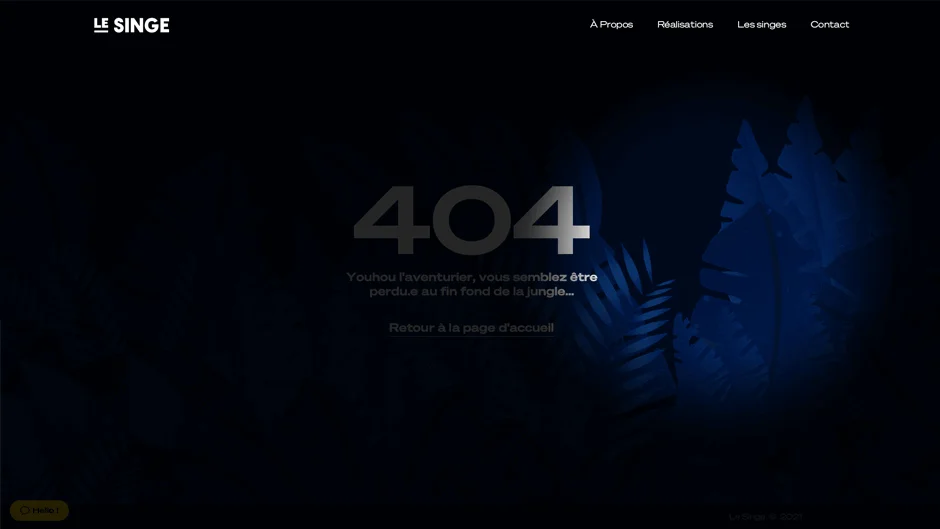 LE SINGE
À Propos
Réalisations
Les singes
Contact
404
Youhou l'aventurier, vous semblez être
perdu.e au fin fond de la jungle...
Retour à la page d'accueil
Hello !
Le Singe © 2021